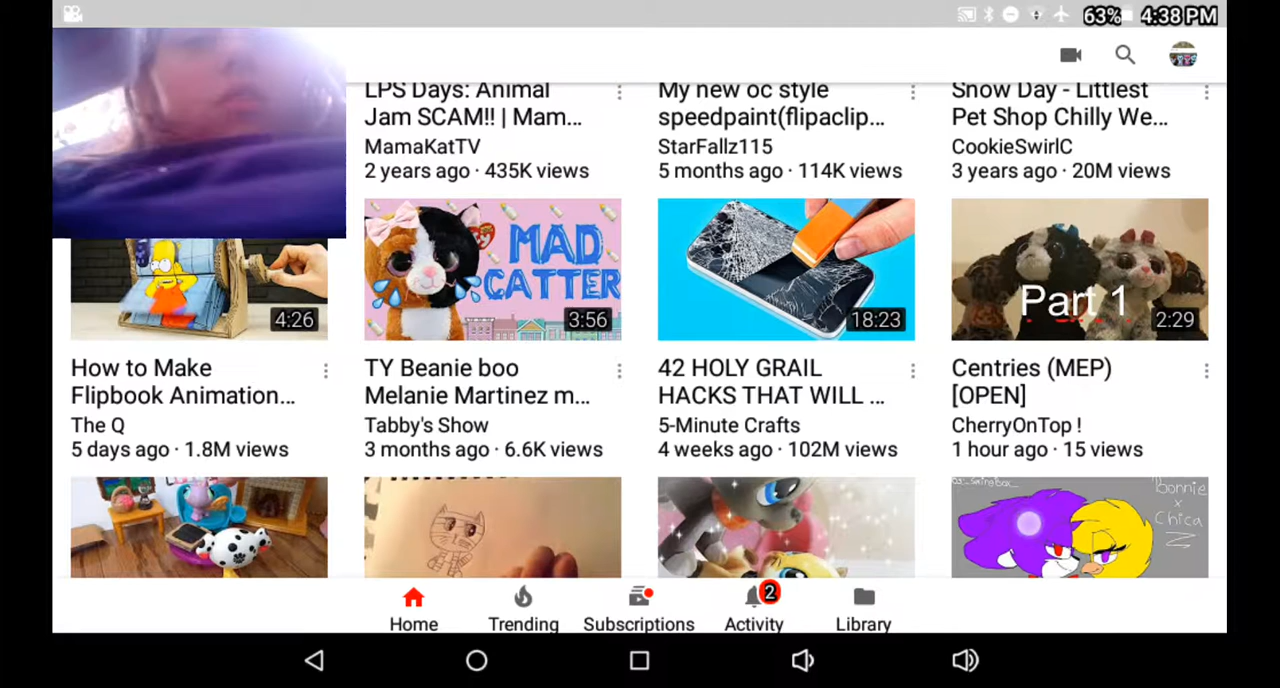 63% 4:38 PM
LPS Days: Animal
Jam SCAM!! | Mam...
MamaKatTV
2 years ago · 435K views
My new oc style
speedpaint(flipaclip...
StarFallz115
5 months ago · 114K views
Snow Day - Littlest
Pet Shop Chilly We...
CookieSwirlC
3 years ago · 20M views
4:26
MAD
CATTER
3:56
18:23
Part 1
2:29
How to Make
Flipbook Animation...
The Q
5 days ago · 1.8M views
TY Beanie boo
Melanie Martinez m...
Tabby's Show
3 months ago · 6.6K views
42 HOLY GRAIL
HACKS THAT WILL ...
5-Minute Crafts
4 weeks ago · 102M views
Centries (MEP)
[OPEN]
CherryOnTop !
1 hour ago · 15 views
bonnie
x
Chica
2
Home
Trending
Subscriptions
Activity
Library